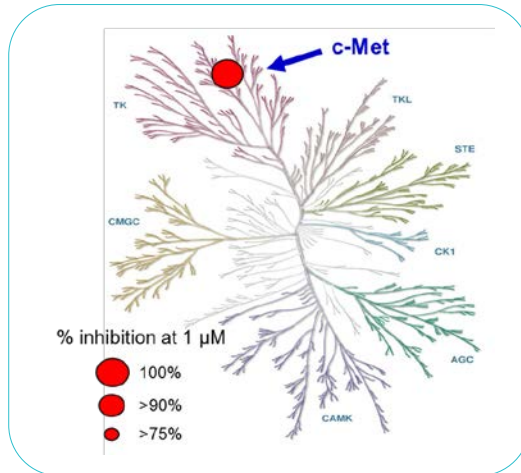 c-Met
TK
TKL
STE
CMGC
CK1
% inhibition at 1 μM
100%
>90%
>75%
AGC
CAMK